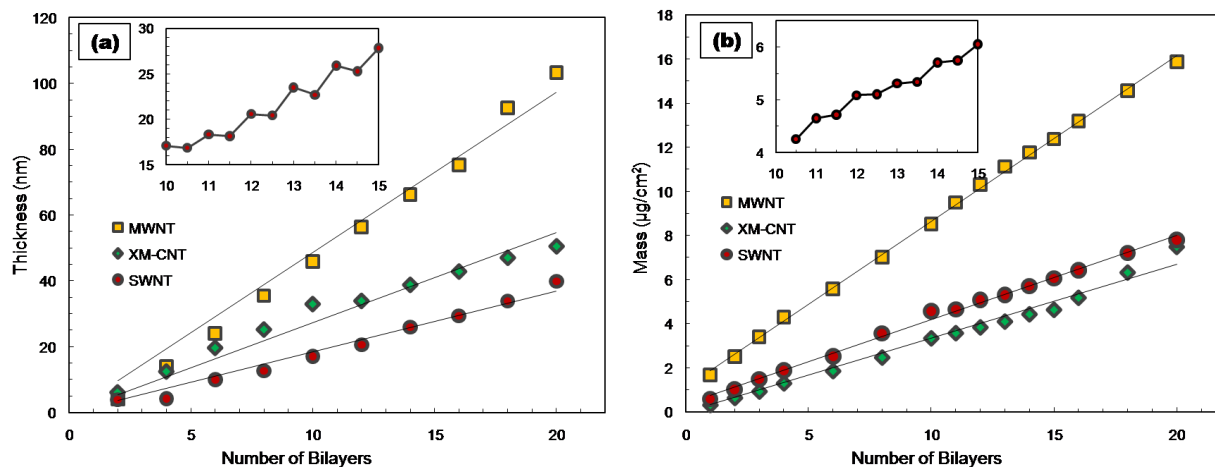 (a)
Thickness (nm)
120
100
80
60
40
20
0
0 5 10 15 20
Number of Bilayers
30
25
20
15
10 11 12 13 14 15
MWNT
XM-CNT
SWNT
(b)
Mass (µg/cm²)
18
16
14
12
10
8
6
4
2
0
0 5 10 15 20
Number of Bilayers
6
5
4
10 11 12 13 14 15
MWNT
XM-CNT
SWNT